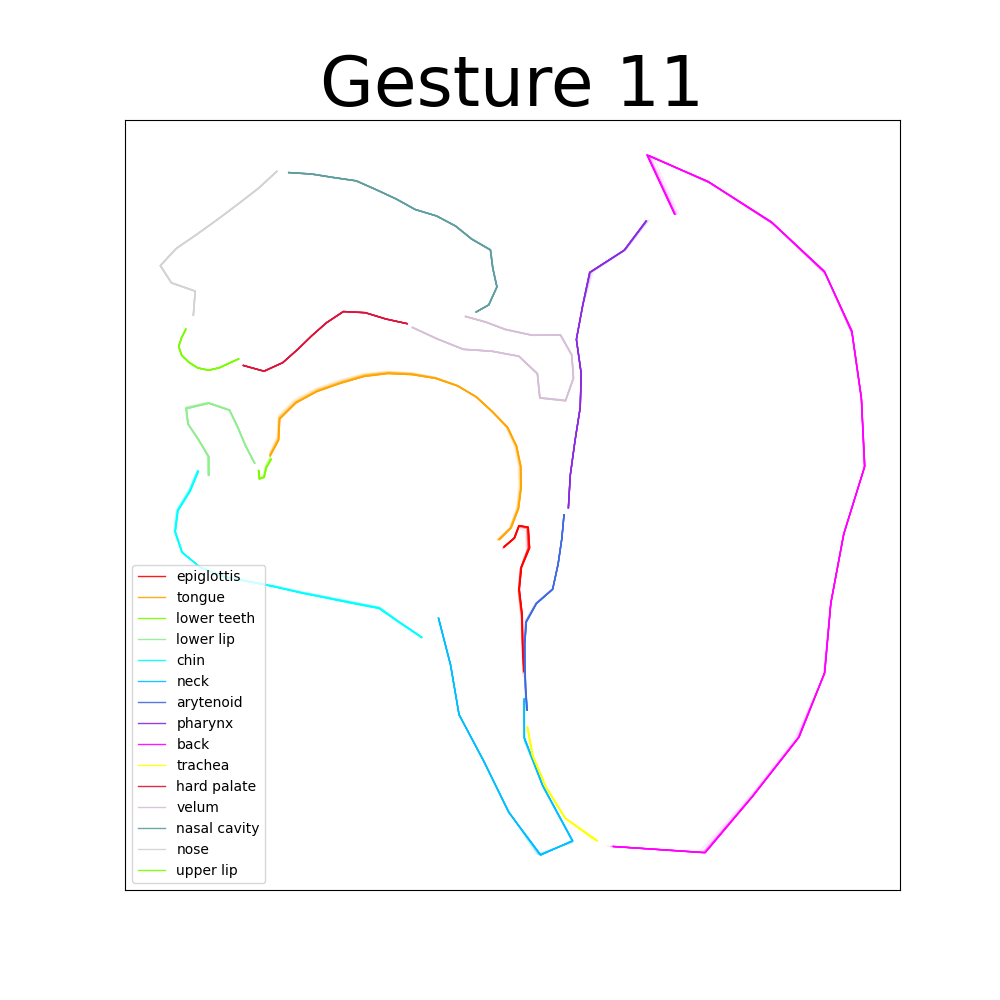 Gesture 11
epiglottis
tongue
lower teeth
lower lip
chin
neck
arytenoid
pharynx
back
trachea
hard palate
velum
nasal cavity
nose
upper lip